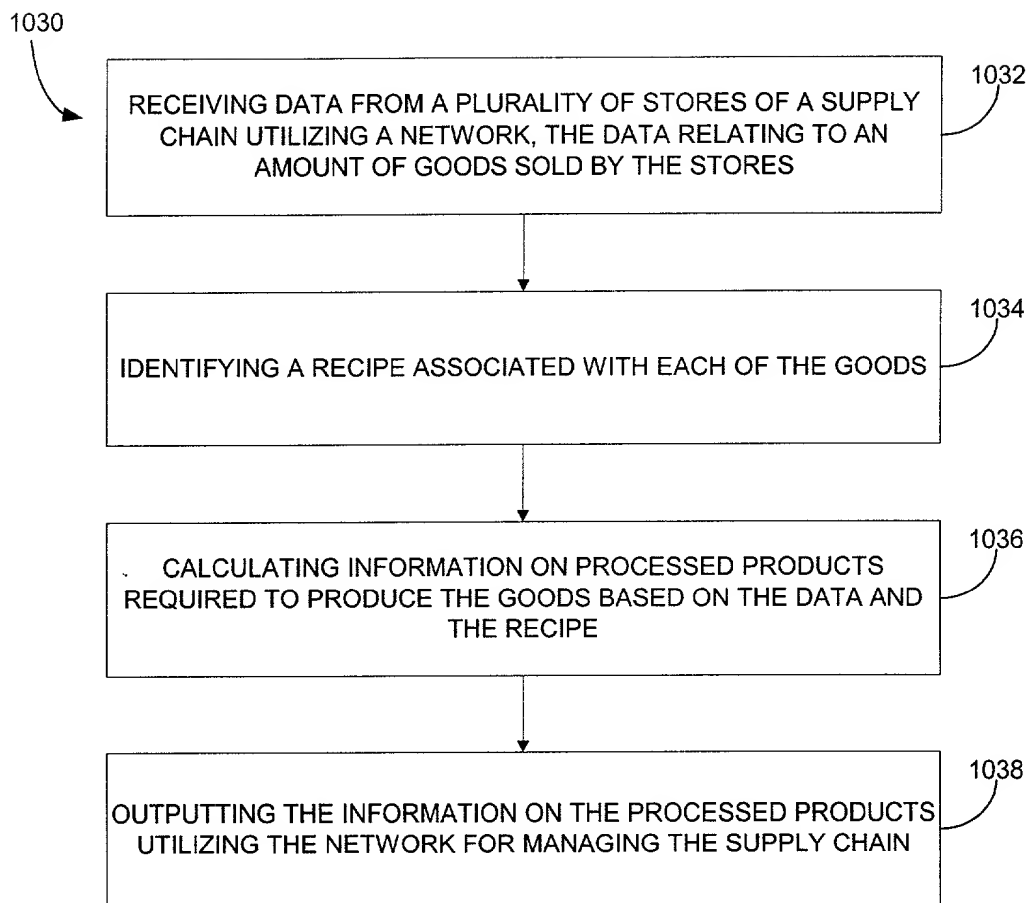 1030
1032
RECEIVING DATA FROM A PLURALITY OF STORES OF A SUPPLY
CHAIN UTILIZING A NETWORK, THE DATA RELATING TO AN
AMOUNT OF GOODS SOLD BY THE STORES
1034
IDENTIFYING A RECIPE ASSOCIATED WITH EACH OF THE GOODS
1036
CALCULATING INFORMATION ON PROCESSED PRODUCTS
REQUIRED TO PRODUCE THE GOODS BASED ON THE DATA AND
THE RECIPE
1038
OUTPUTTING THE INFORMATION ON THE PROCESSED PRODUCTS
UTILIZING THE NETWORK FOR MANAGING THE SUPPLY CHAIN